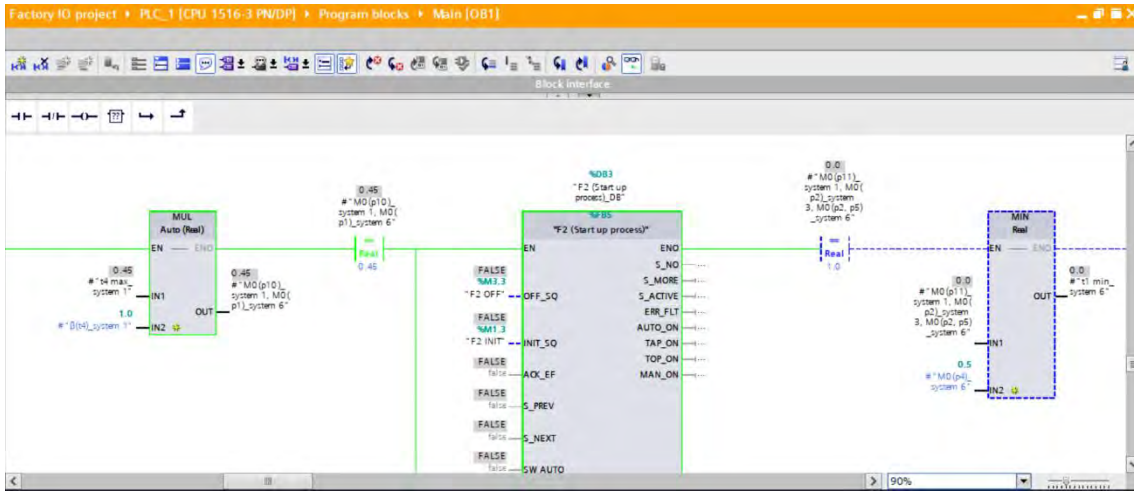 Factory IO project ▸ PLC_1 [CPU 1516-3 PN/DP] ▸ Program blocks ▸ Main [OB1]
Block interface
MUL
Auto (Real)
EN
ENO
0.45
#"t4 max_
system 1"
IN1
1.0
#"β(t4)_system 1"
IN2
OUT
0.45
#"M0(p10)_
system 1, M0(
p1)_system 6"
0.45
#"M0(p10)_
system 1, M0(
p1)_system 6"
==
Real
0.45
%DB3
"F2 (Start up
process)_DB"
%FB5
"F2 (Start up process)"
EN
ENO
S_NO
S_MORE
S_ACTIVE
ERR_FLT
AUTO_ON
TAP_ON
TOP_ON
MAN_ON
FALSE
%M3.3
"F2 OFF"
OFF_SQ
FALSE
%M1.3
"F2 INIT"
INIT_SQ
FALSE
false
ACK_EF
FALSE
false
S_PREV
FALSE
false
S_NEXT
FALSE
false
SW AUTO
0.0
#"M0(p11)_
system 1, M0(
p2)_system
3, M0(p2, p5)
_system 6"
==
Real
1.0
MIN
Real
EN
ENO
0.0
#"M0(p11)_
system 1, M0(
p2)_system
3, M0(p2, p5)
_system 6"
IN1
0.5
#"M0(p4)_
system 6"
IN2
OUT
0.0
#"t1 min_
system 6"
90%